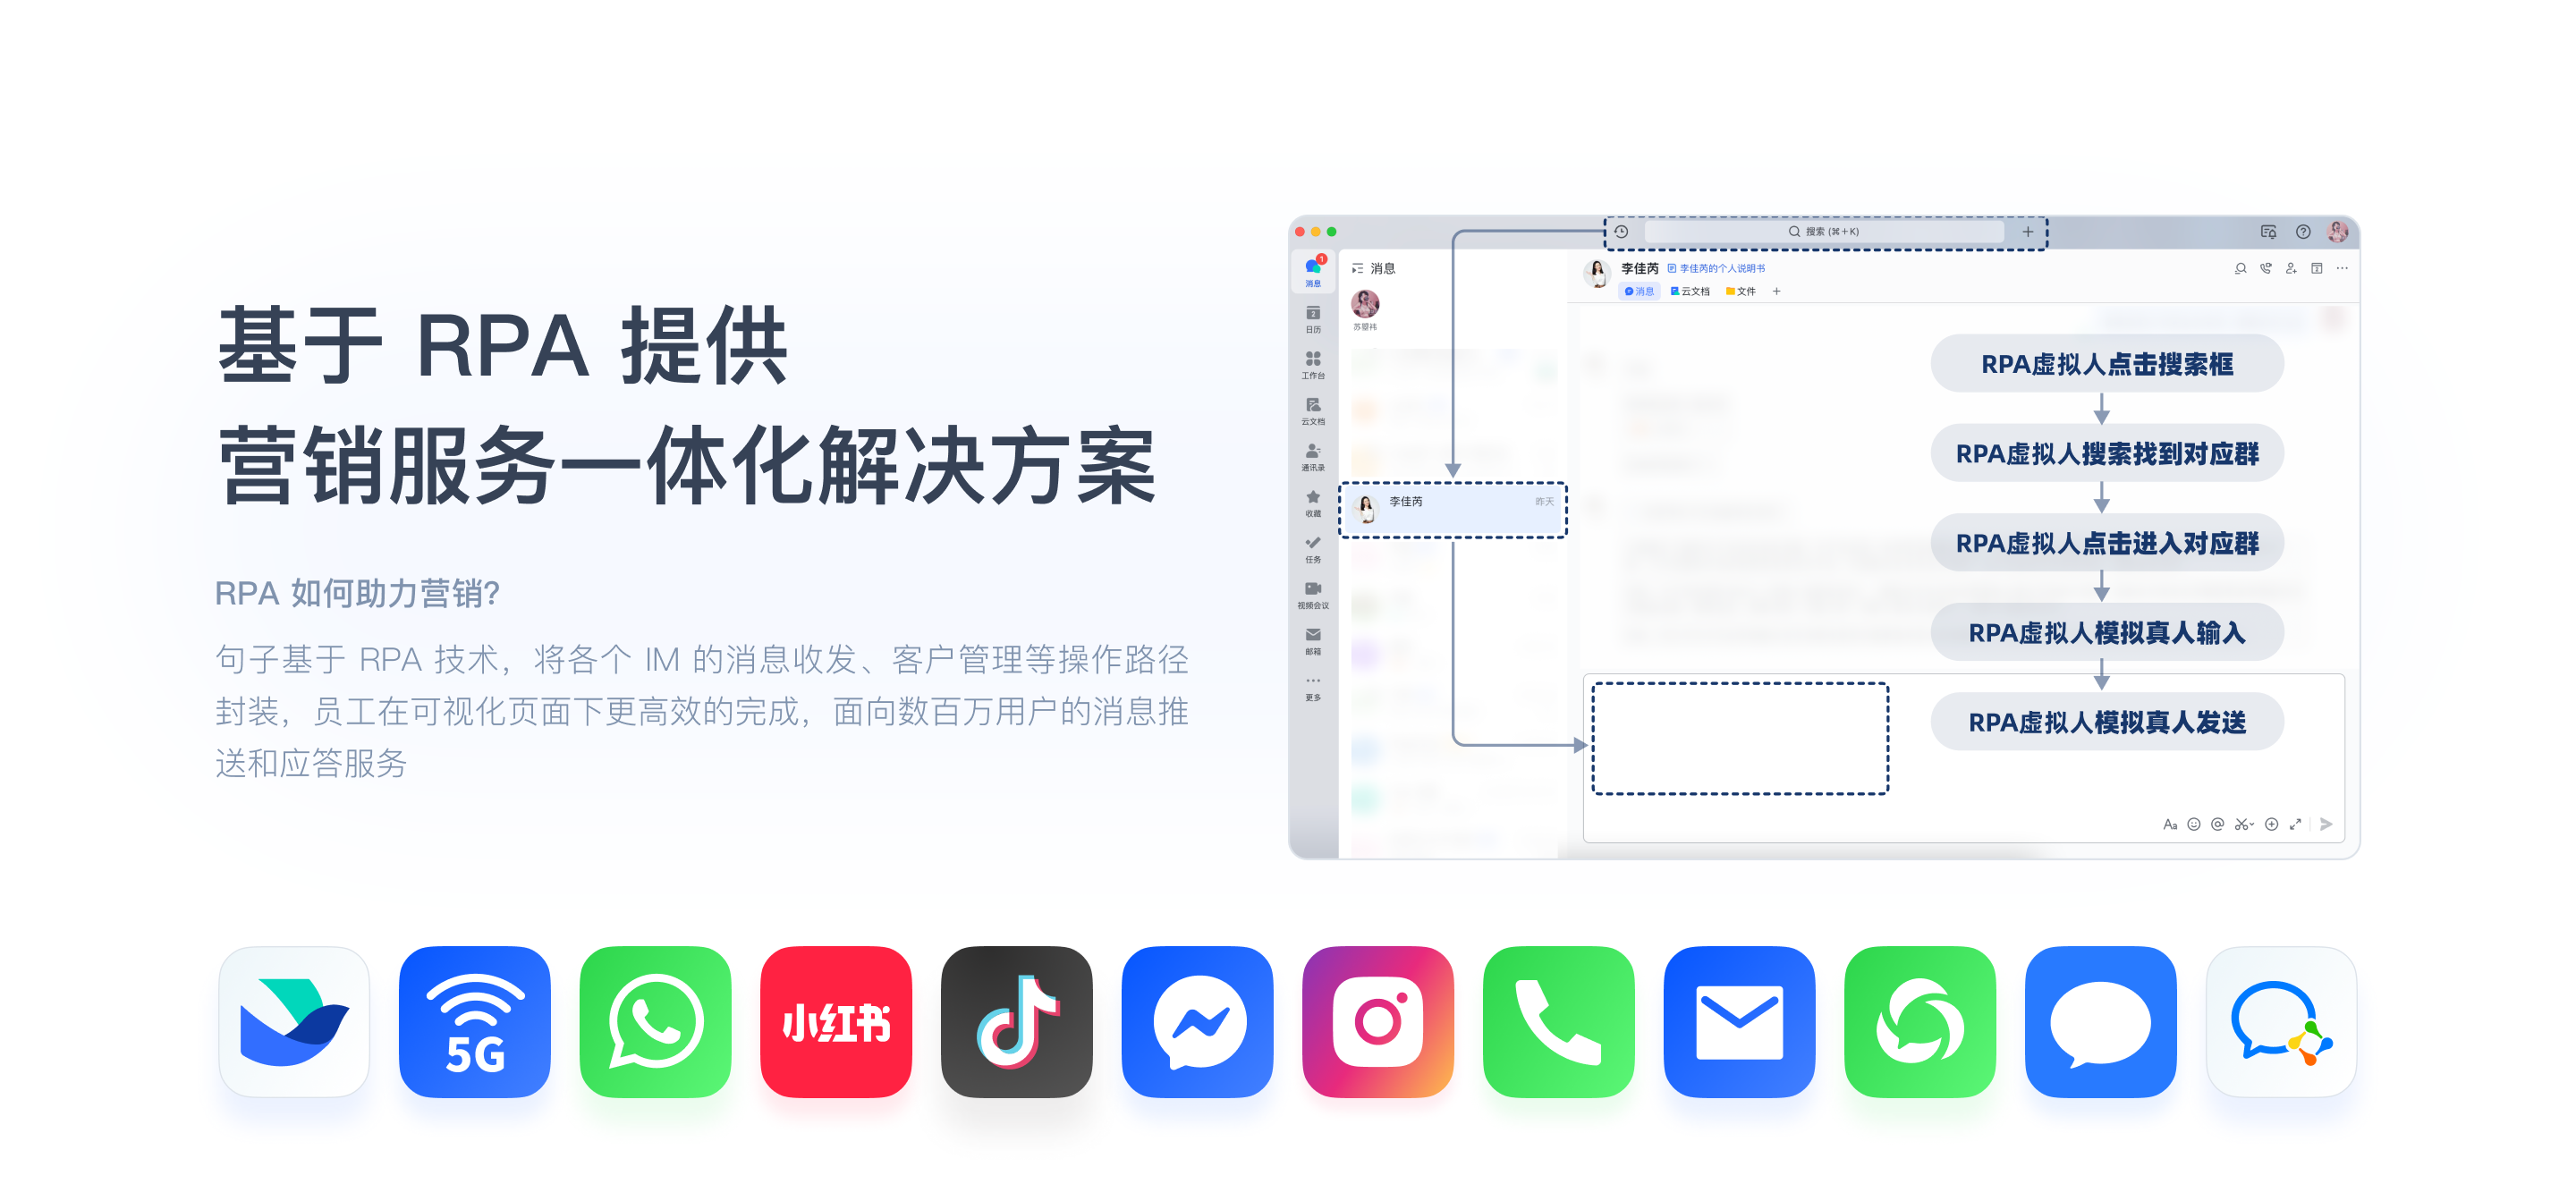 基于 RPA 提供
营销服务一体化解决方案
RPA 如何助力营销?
句子基于 RPA 技术，将各个 IM 的消息收发、客户管理等操作路径
封装，员工在可视化页面下更高效的完成，面向数百万用户的消息推
送和应答服务
搜索 (⌘+K)
1
消息
日历
工作台
云文档
通讯录
收藏
任务
视频会议
邮箱
更多
消息
李佳芮
昨天
李佳芮
李佳芮的个人说明书
消息
云文档
文件
RPA虚拟人点击搜索框
RPA虚拟人搜索找到对应群
RPA虚拟人点击进入对应群
RPA虚拟人模拟真人输入
RPA虚拟人模拟真人发送
Aa
5G
小红书